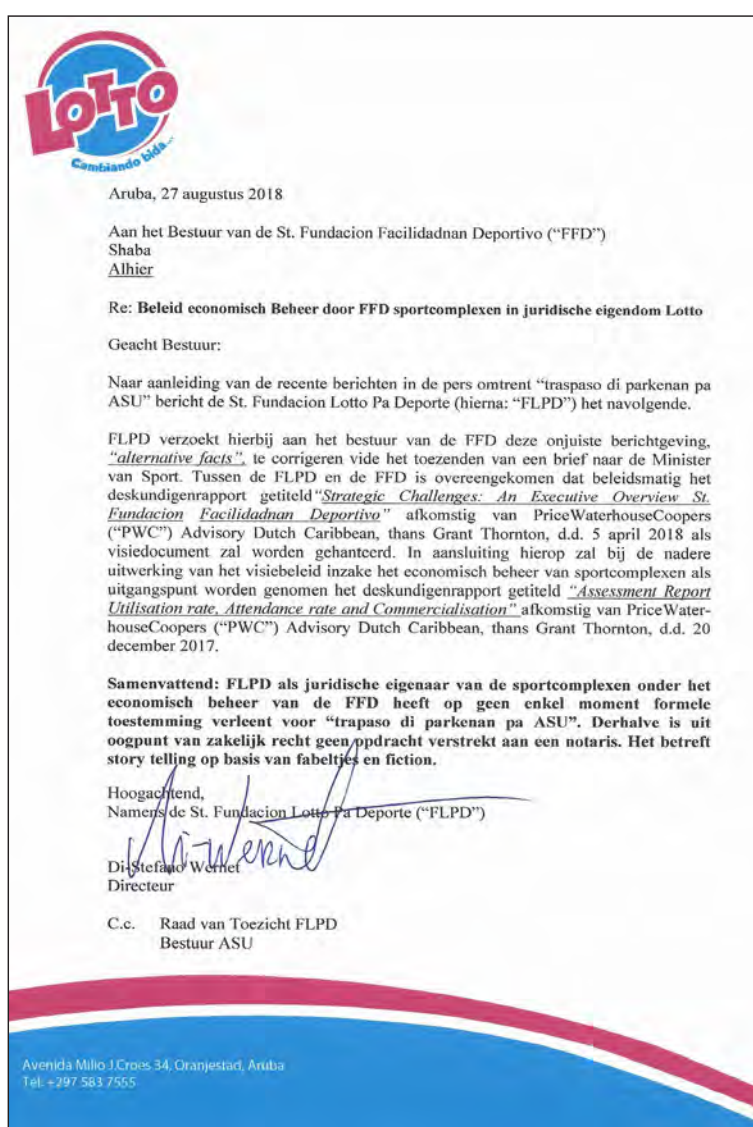 LOTTO
Cambiando bida...
Aruba, 27 augustus 2018
Aan het Bestuur van de St. Fundacion Facilidadnan Deportivo (“FFD”)
Shaba
Alhier
Re: Beleid economisch Beheer door FFD sportcomplexen in juridische eigendom Lotto
Geacht Bestuur:
Naar aanleiding van de recente berichten in de pers omtrent “traspaso di parkenan pa
ASU” bericht de St. Fundacion Lotto Pa Deporte (hierna: “FLPD”) het navolgende.
FLPD verzoekt hierbij aan het bestuur van de FFD deze onjuiste berichtgeving,
“alternative facts”, te corrigeren vide het toezenden van een brief naar de Minister
van Sport. Tussen de FLPD en de FFD is overeengekomen dat beleidsmatig het
deskundigenrapport getiteld “Strategic Challenges: An Executive Overview St.
Fundacion Facilidadnan Deportivo” afkomstig van PriceWaterhouseCoopers
(“PWC”) Advisory Dutch Caribbean, thans Grant Thornton, d.d. 5 april 2018 als
visiedocument zal worden gehanteerd. In aansluiting hierop zal bij de nadere
uitwerking van het visiebeleid inzake het economisch beheer van sportcomplexen als
uitgangspunt worden genomen het deskundigenrapport getiteld “Assessment Report
Utilisation rate, Attendance rate and Commercialisation” afkomstig van PriceWater-
houseCoopers (“PWC”) Advisory Dutch Caribbean, thans Grant Thornton, d.d. 20
december 2017.
Samenvattend: FLPD als juridische eigenaar van de sportcomplexen onder het
economisch beheer van de FFD heeft op geen enkel moment formele
toestemming verleent voor “trapaso di parkenan pa ASU”. Derhalve is uit
oogpunt van zakelijk recht geen opdracht verstrekt aan een notaris. Het betreft
story telling op basis van fabeltjes en fiction.
Hoogachtend,
Namens de St. Fundacion Lotto Pa Deporte (“FLPD”)
Di-Stefano Wernet
Directeur
C.c. Raad van Toezicht FLPD
Bestuur ASU
Avenida Milio J.Croes 34, Oranjestad, Aruba
Tel: +297 583 7555